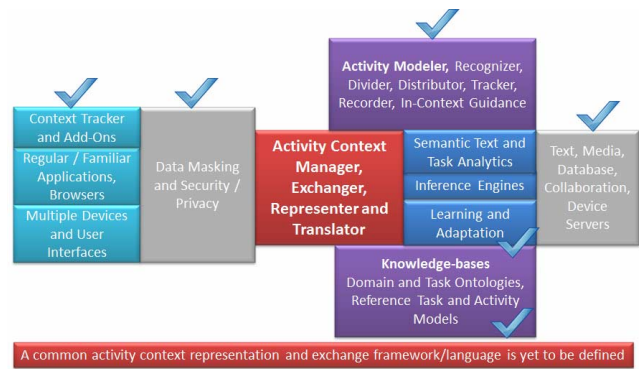 Activity Modeler, Recognizer,
Divider, Distributor, Tracker,
Recorder, In-Context Guidance
Context Tracker
and Add-Ons
Regular / Familiar
Applications,
Browsers
Multiple Devices
and User
Interfaces
Data Masking
and Security /
Privacy
Activity Context
Manager,
Exchanger,
Representer and
Translator
Semantic Text and
Task Analytics
Inference Engines
Learning and
Adaptation
Text, Media,
Database,
Collaboration,
Device
Servers
Knowledge-bases
Domain and Task Ontologies,
Reference Task and Activity
Models
A common activity context representation and exchange framework/language is yet to be defined